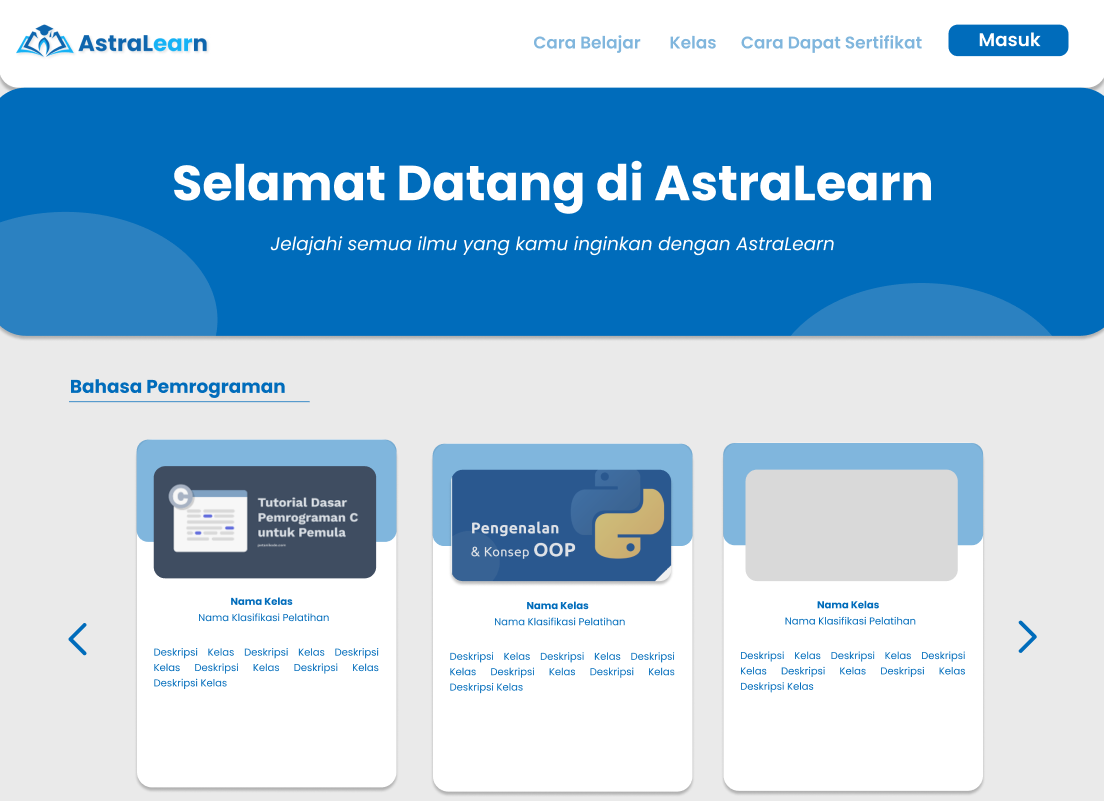 AstraLearn
Cara Belajar
Kelas
Cara Dapat Sertifikat
Masuk
Selamat Datang di AstraLearn
Jelajahi semua ilmu yang kamu inginkan dengan AstraLearn
Bahasa Pemrograman
C
Tutorial Dasar
Pemrograman C
untuk Pemula
Nama Kelas
Nama Klasifikasi Pelatihan
Deskripsi Kelas Deskripsi Kelas Deskripsi
Kelas Deskripsi Kelas Deskripsi Kelas
Deskripsi Kelas
Pengenalan
& Konsep OOP
Nama Kelas
Nama Klasifikasi Pelatihan
Deskripsi Kelas Deskripsi Kelas Deskripsi
Kelas Deskripsi Kelas Deskripsi Kelas
Deskripsi Kelas
Nama Kelas
Nama Klasifikasi Pelatihan
Deskripsi Kelas Deskripsi Kelas Deskripsi
Kelas Deskripsi Kelas Deskripsi Kelas
Deskripsi Kelas